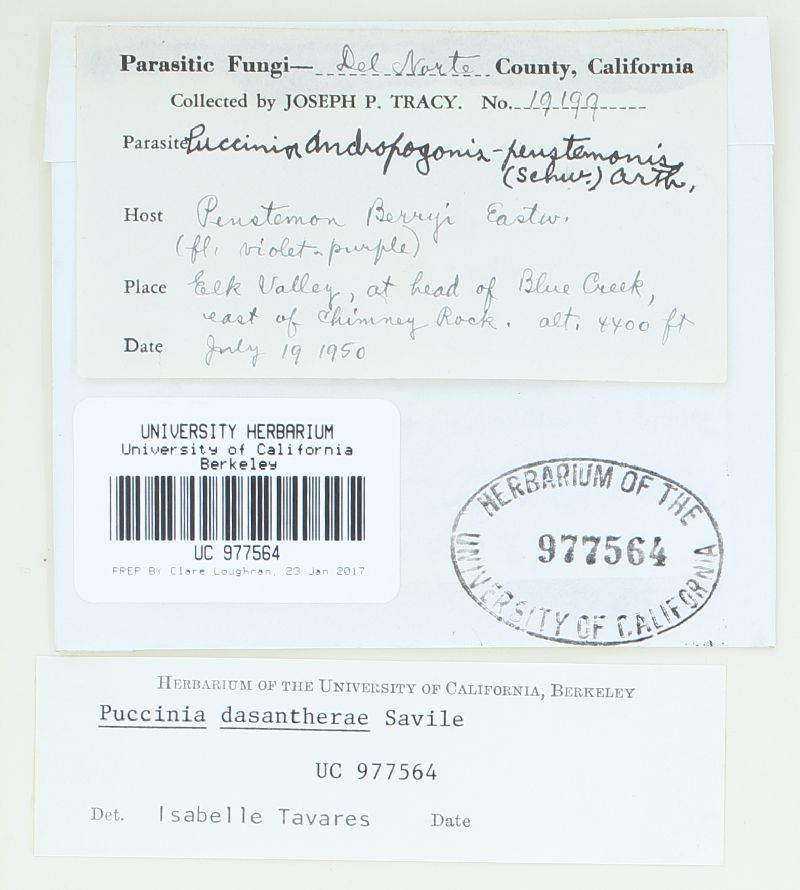 Parasitic Fungi— Del Norte County, California
Collected by JOSEPH P. TRACY. No. 19199
Parasite Puccinia Andropogonis-penstemonis
(Schw.) Arth.
Host Penstemon Berryi Eastw.
(fl. violet-purple)
Place Elk Valley, at head of Blue Creek,
east of Chimney Rock. alt. 4400 ft
Date July 19 1950
UNIVERSITY HERBARIUM
University of California
Berkeley
UC 977564
PREP BY Clare Loughran, 23 Jan 2017
HERBARIUM OF THE
977564
UNIVERSITY OF CALIFORNIA
HERBARIUM OF THE UNIVERSITY OF CALIFORNIA, BERKELEY
Puccinia dasantherae Savile
UC 977564
Det. Isabelle Tavares Date